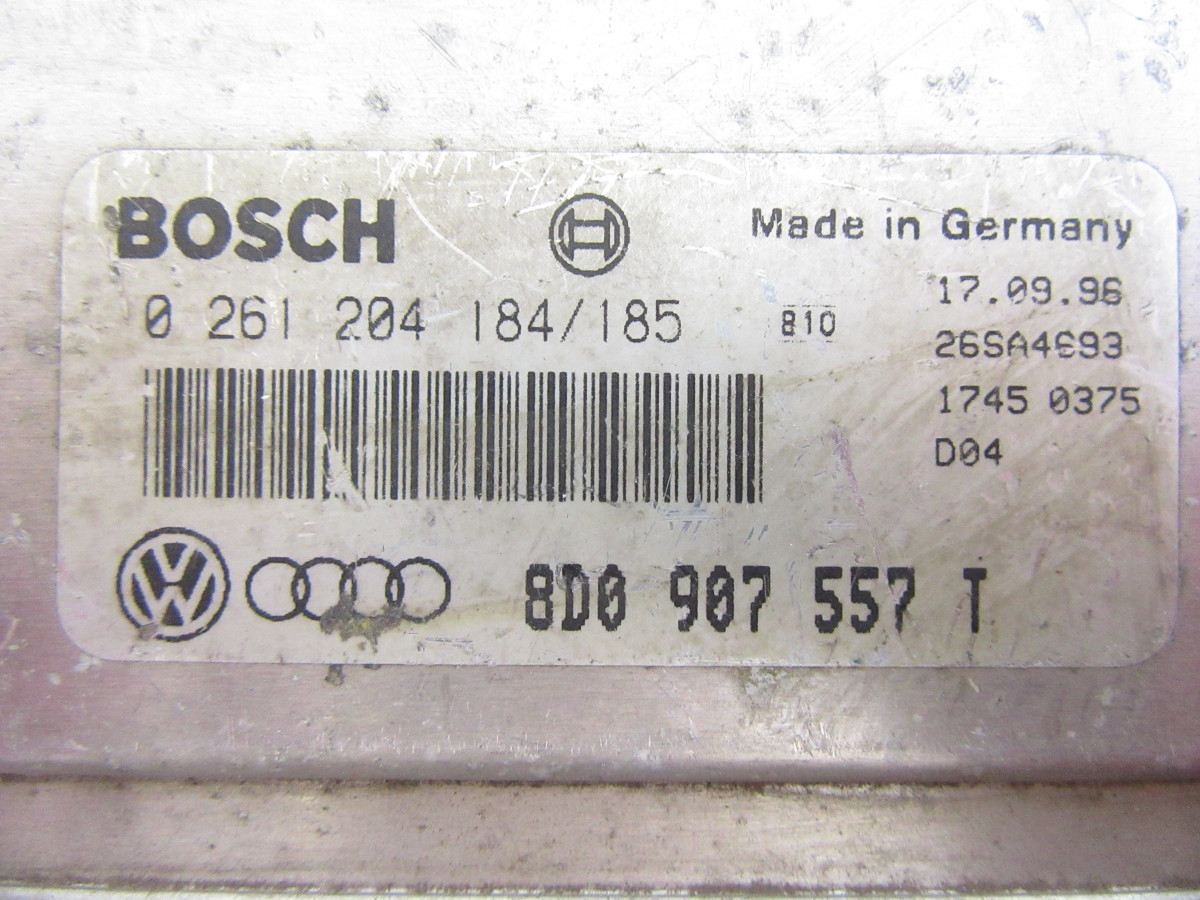 BOSCH
Made in Germany
0 261 204 184/185
810
17.09.96
26SA4693
1745 0375
D04
8D0 907 557 T